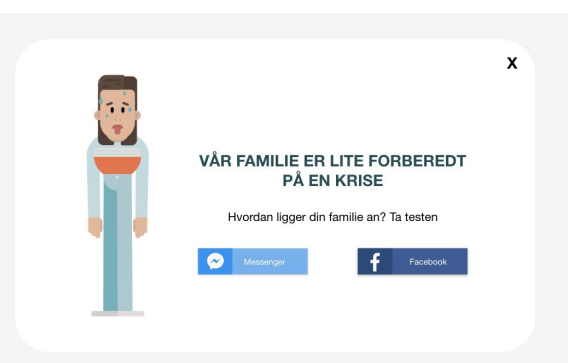 X
VÅR FAMILIE ER LITE FORBEREDT
PÅ EN KRISE
Hvordan ligger din familie an? Ta testen
Messenger
Facebook